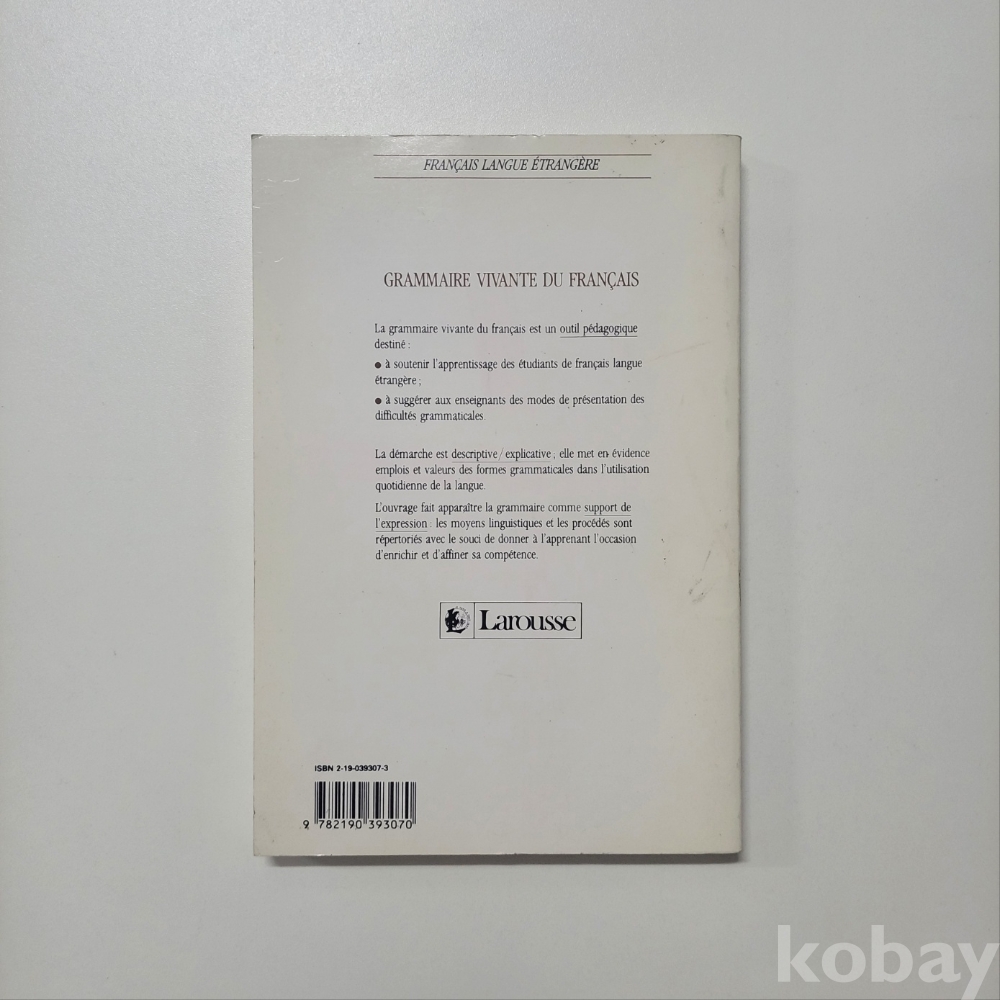 FRANÇAIS LANGUE ÉTRANGÈRE
GRAMMAIRE VIVANTE DU FRANÇAIS
La grammaire vivante du français est un outil pédagogique
destiné :
● à soutenir l'apprentissage des étudiants de français langue
étrangère ;
● à suggérer aux enseignants des modes de présentation des
difficultés grammaticales.
La démarche est descriptive / explicative ; elle met en évidence
emplois et valeurs des formes grammaticales dans l'utilisation
quotidienne de la langue.
L'ouvrage fait apparaître la grammaire comme support de
l'expression : les moyens linguistiques et les procédés sont
répertoriés avec le souci de donner à l'apprenant l'occasion
d'enrichir et d'affiner sa compétence.
Larousse
ISBN 2-19-039307-3
9 782190 393070
kobay